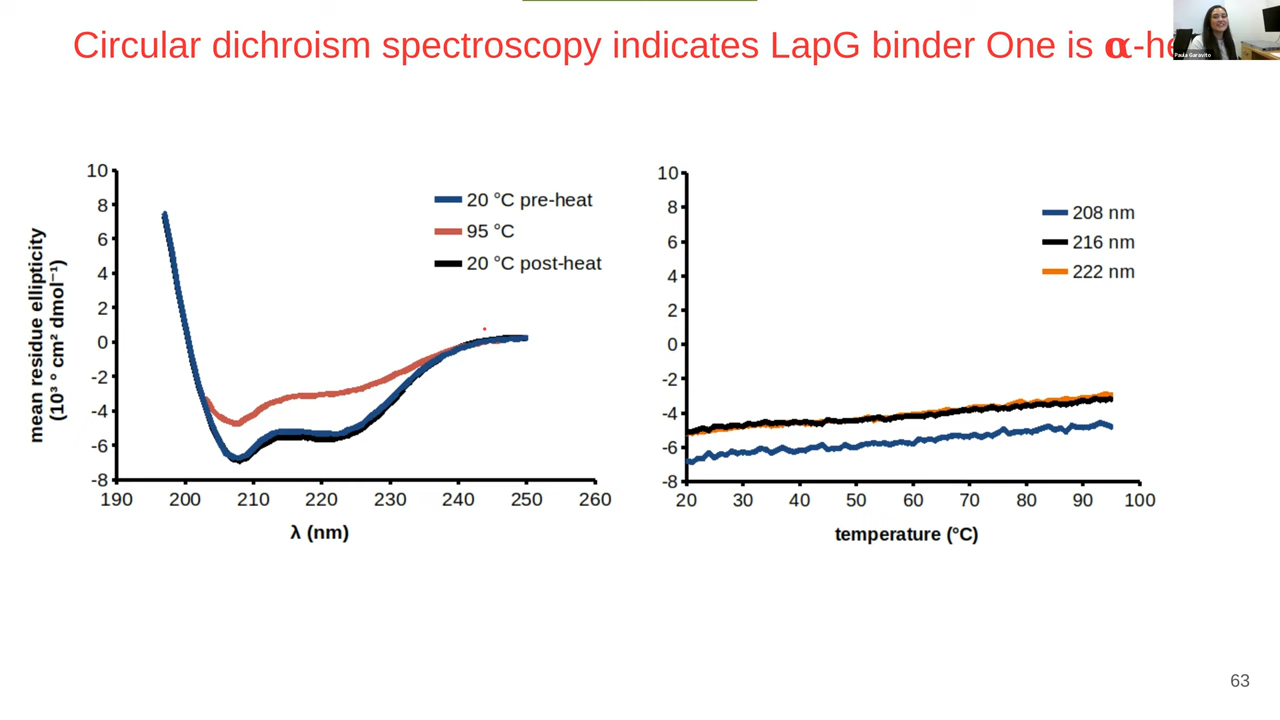 Circular dichroism spectroscopy indicates LapG binder One is α-he
Paula Garavito
10
8
6
4
2
0
-2
-4
-6
-8
mean residue ellipticity
(10³ ° cm² dmol⁻¹)
20 °C pre-heat
95 °C
20 °C post-heat
190 200 210 220 230 240 250 260
λ (nm)
10
8
6
4
2
0
-2
-4
-6
-8
208 nm
216 nm
222 nm
20 30 40 50 60 70 80 90 100
temperature (°C)
63